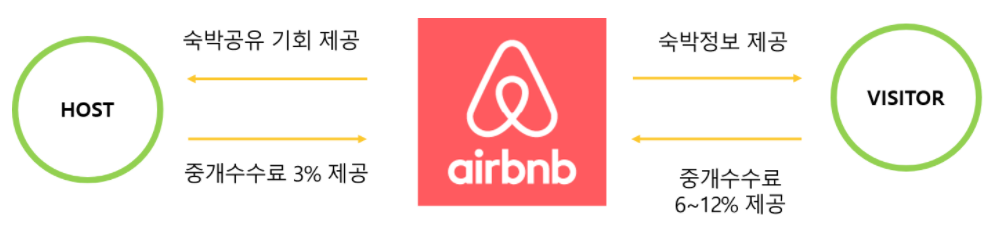 숙박공유 기회 제공
숙박정보 제공
HOST
VISITOR
airbnb
중개수수료 3% 제공
중개수수료
6~12% 제공